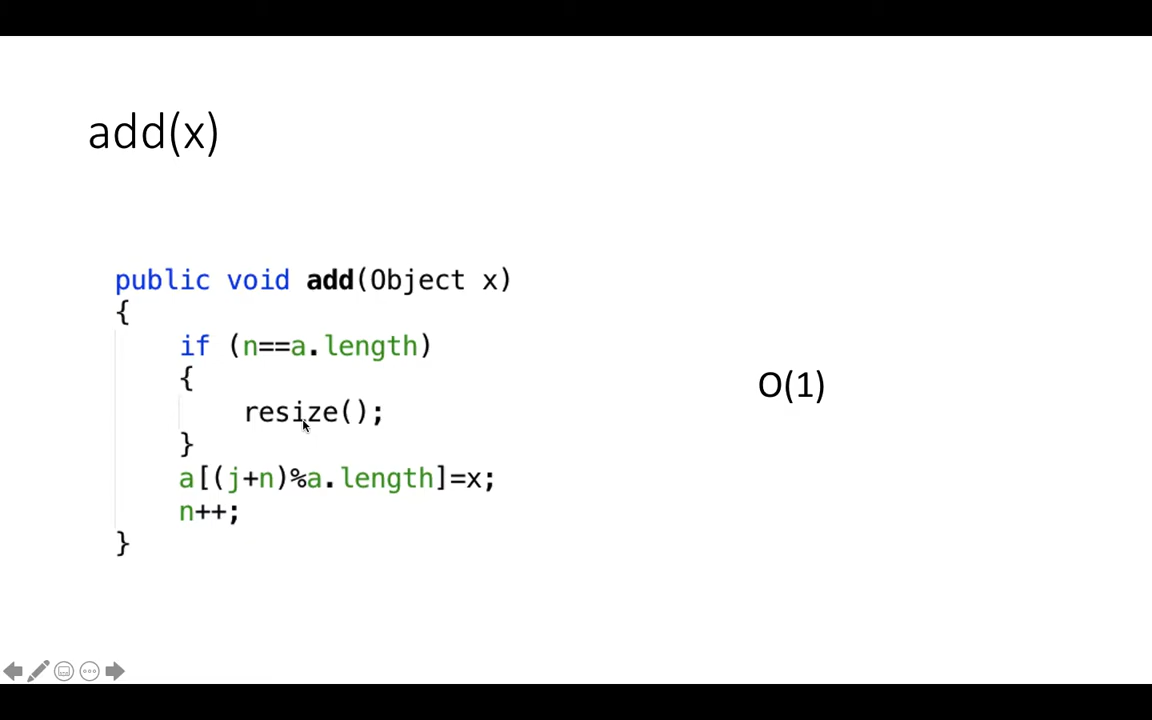 add(x)
public void add(Object x)
{
if (n==a.length)
{
resize();
}
a[(j+n)%a.length]=x;
n++;
}
O(1)